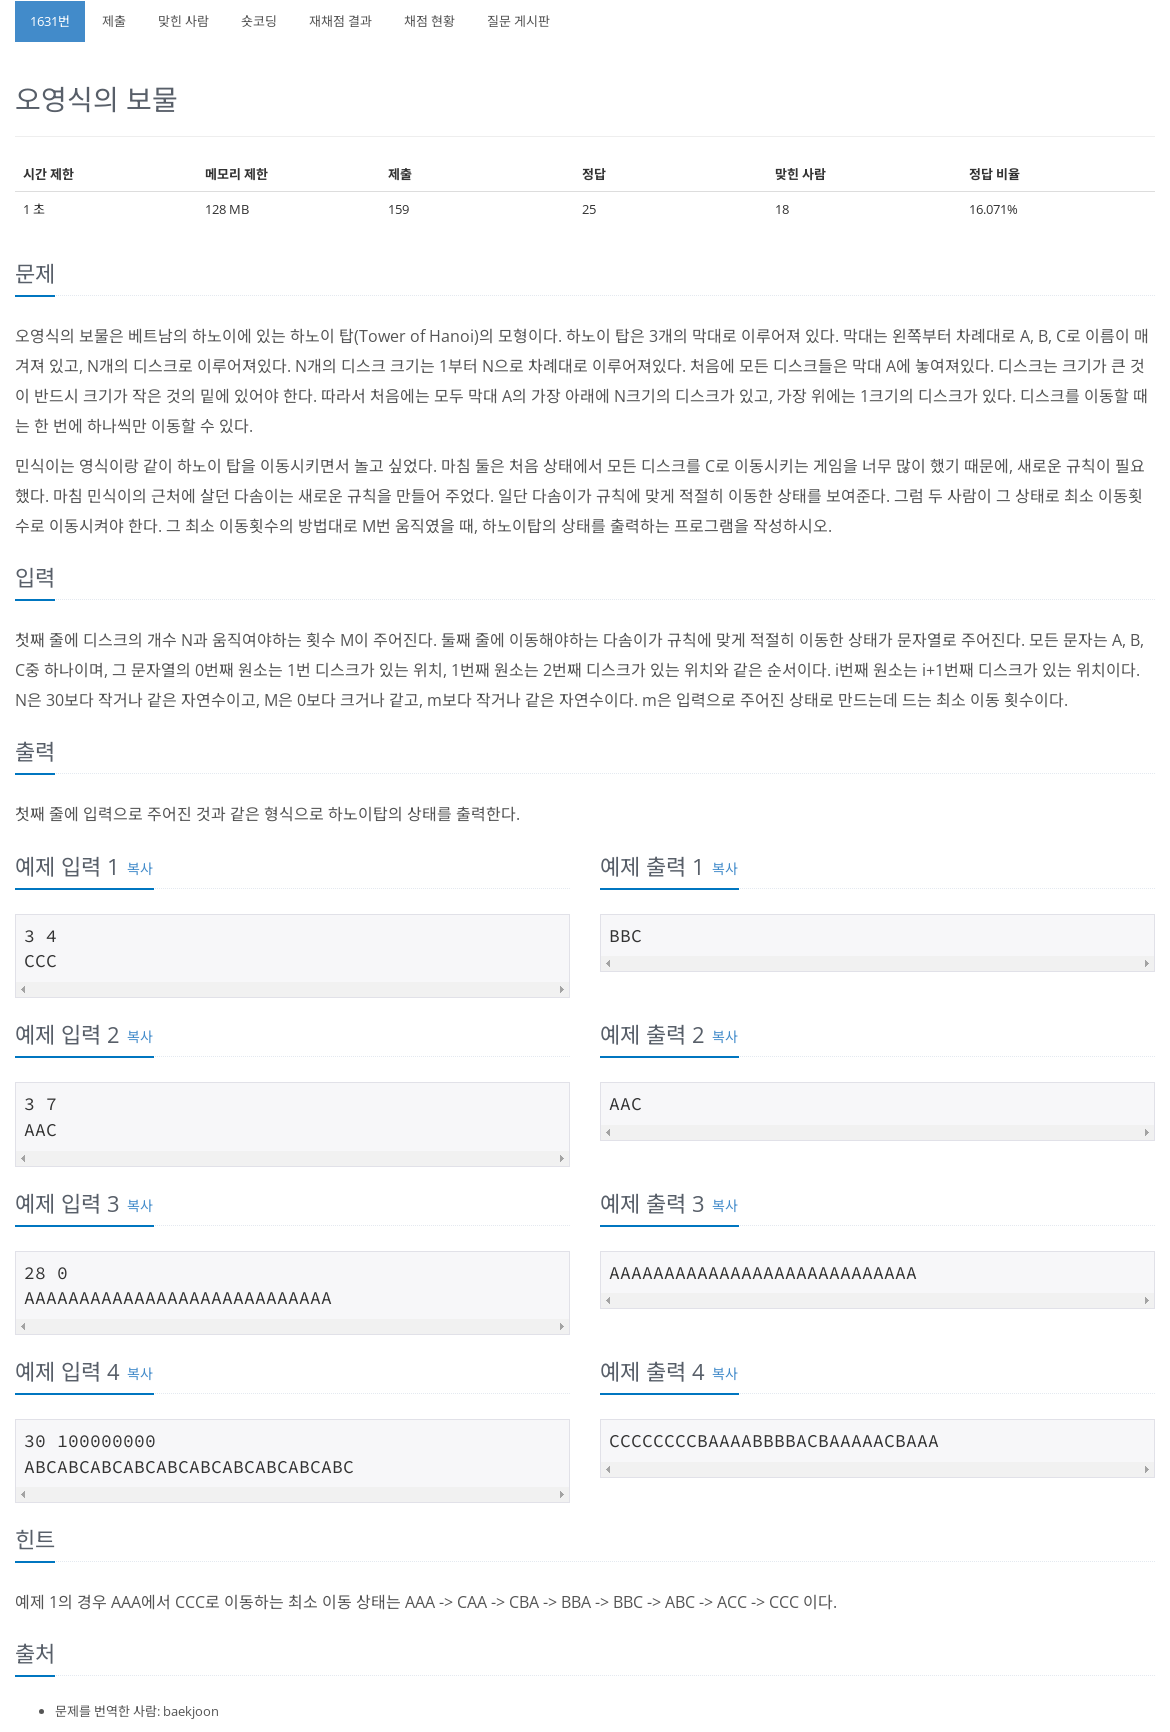 1631번 제출 맞힌 사람 숏코딩 재채점 결과 채점 현황 질문 게시판
오영식의 보물
시간 제한 메모리 제한 제출 정답 맞힌 사람 정답 비율
1 초 128 MB 159 25 18 16.071%
문제
오영식의 보물은 베트남의 하노이에 있는 하노이 탑(Tower of Hanoi)의 모형이다. 하노이 탑은 3개의 막대로 이루어져 있다. 막대는 왼쪽부터 차례대로 A, B, C로 이름이 매
겨져 있고, N개의 디스크로 이루어져있다. N개의 디스크 크기는 1부터 N으로 차례대로 이루어져있다. 처음에 모든 디스크들은 막대 A에 놓여져있다. 디스크는 크기가 큰 것
이 반드시 크기가 작은 것의 밑에 있어야 한다. 따라서 처음에는 모두 막대 A의 가장 아래에 N크기의 디스크가 있고, 가장 위에는 1크기의 디스크가 있다. 디스크를 이동할 때
는 한 번에 하나씩만 이동할 수 있다.
민식이는 영식이랑 같이 하노이 탑을 이동시키면서 놀고 싶었다. 마침 둘은 처음 상태에서 모든 디스크를 C로 이동시키는 게임을 너무 많이 했기 때문에, 새로운 규칙이 필요
했다. 마침 민식이의 근처에 살던 다솜이는 새로운 규칙을 만들어 주었다. 일단 다솜이가 규칙에 맞게 적절히 이동한 상태를 보여준다. 그럼 두 사람이 그 상태로 최소 이동횟
수로 이동시켜야 한다. 그 최소 이동횟수의 방법대로 M번 움직였을 때, 하노이탑의 상태를 출력하는 프로그램을 작성하시오.
입력
첫째 줄에 디스크의 개수 N과 움직여야하는 횟수 M이 주어진다. 둘째 줄에 이동해야하는 다솜이가 규칙에 맞게 적절히 이동한 상태가 문자열로 주어진다. 모든 문자는 A, B,
C중 하나이며, 그 문자열의 0번째 원소는 1번 디스크가 있는 위치, 1번째 원소는 2번째 디스크가 있는 위치와 같은 순서이다. i번째 원소는 i+1번째 디스크가 있는 위치이다.
N은 30보다 작거나 같은 자연수이고, M은 0보다 크거나 같고, m보다 작거나 같은 자연수이다. m은 입력으로 주어진 상태로 만드는데 드는 최소 이동 횟수이다.
출력
첫째 줄에 입력으로 주어진 것과 같은 형식으로 하노이탑의 상태를 출력한다.
예제 입력 1 복사 예제 출력 1 복사
3 4
CCC
BBC
예제 입력 2 복사 예제 출력 2 복사
3 7
AAC
AAC
예제 입력 3 복사 예제 출력 3 복사
28 0
AAAAAAAAAAAAAAAAAAAAAAAAAAAA
AAAAAAAAAAAAAAAAAAAAAAAAAAAA
예제 입력 4 복사 예제 출력 4 복사
30 100000000
ABCABCABCABCABCABCABCABCABCABC
CCCCCCCCBAAAABBBBACBAAAAACBAAA
힌트
예제 1의 경우 AAA에서 CCC로 이동하는 최소 이동 상태는 AAA -> CAA -> CBA -> BBA -> BBC -> ABC -> ACC -> CCC 이다.
출처
문제를 번역한 사람: baekjoon